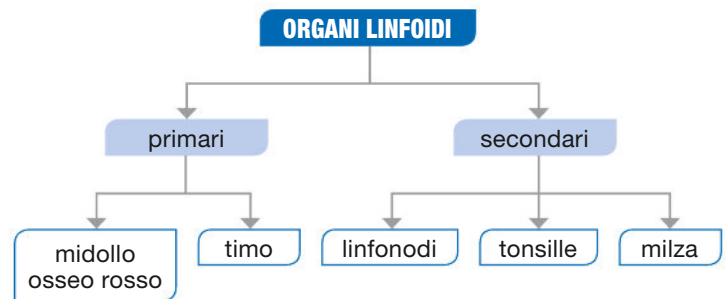 ORGANI LINFOIDI
primari
secondari
midollo
osseo rosso
timo
linfonodi
tonsille
milza